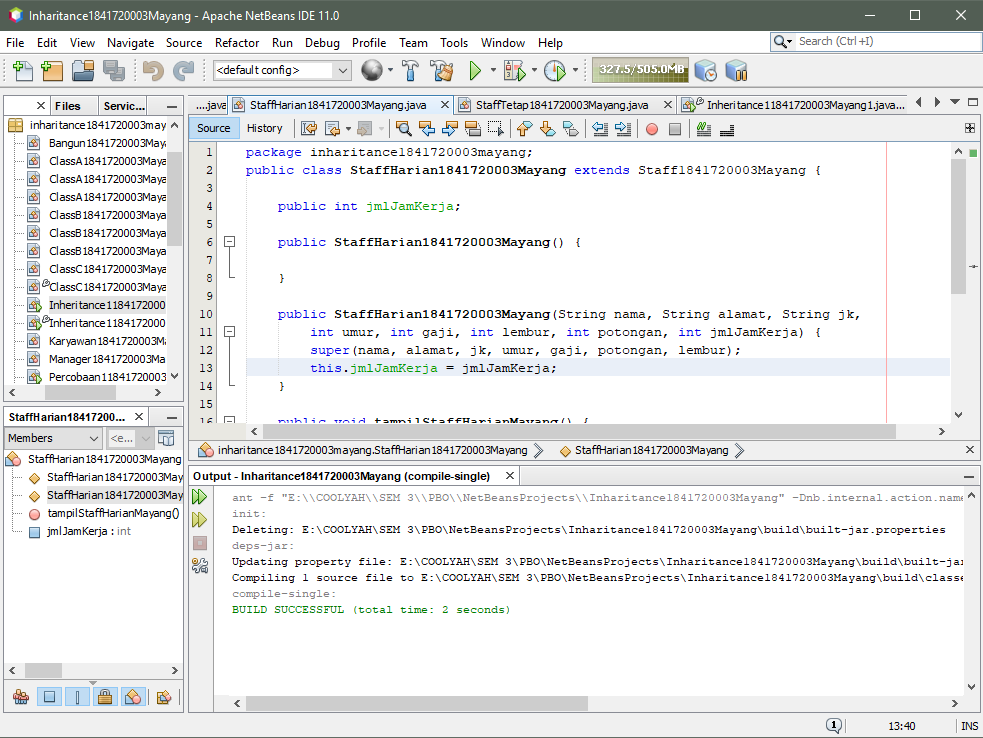 Inharitance1841720003Mayang - Apache NetBeans IDE 11.0
File Edit View Navigate Source Refactor Run Debug Profile Team Tools Window Help
Search (Ctrl+I)
<default config>
327.5/505.0MB
Files Servic...
...java StaffHarian1841720003Mayang.java StaffTetap1841720003Mayang.java Inheritance11841720003Mayang1.java...
Source History
inharitance1841720003may
Bangun1841720003May
ClassA1841720003Maya
ClassA1841720003Maya
ClassA1841720003Maya
ClassB1841720003Maya
ClassB1841720003Maya
ClassB1841720003Maya
ClassC1841720003Maya
ClassC1841720003Maya
Inheritance1184172000
Inheritance1184172000
Karyawan1841720003M
Manager1841720003Ma
Percobaan11841720003
1 package inharitance1841720003mayang;
2 public class StaffHarian1841720003Mayang extends Staff1841720003Mayang {
3
4 public int jmlJamKerja;
5
6 public StaffHarian1841720003Mayang() {
7
8 }
9
10 public StaffHarian1841720003Mayang(String nama, String alamat, String jk,
11 int umur, int gaji, int lembur, int potongan, int jmlJamKerja) {
12 super(nama, alamat, jk, umur, gaji, potongan, lembur);
13 this.jmlJamKerja = jmlJamKerja;
14 }
15
16 public void tampilStaffHarianMayang() {
inharitance1841720003mayang.StaffHarian1841720003Mayang StaffHarian1841720003Mayang
StaffHarian18417200...
Members <e...
StaffHarian1841720003Mayang
StaffHarian1841720003May
StaffHarian1841720003May
tampilStaffHarianMayang()
jmlJamKerja : int
Output - Inharitance1841720003Mayang (compile-single)
ant -f "E:\\COOLYAH\\SEM 3\\PBO\\NetBeansProjects\\Inharitance1841720003Mayang" -Dnb.internal.action.name
init:
Deleting: E:\COOLYAH\SEM 3\PBO\NetBeansProjects\Inharitance1841720003Mayang\build\built-jar.properties
deps-jar:
Updating property file: E:\COOLYAH\SEM 3\PBO\NetBeansProjects\Inharitance1841720003Mayang\build\built-jar
Compiling 1 source file to E:\COOLYAH\SEM 3\PBO\NetBeansProjects\Inharitance1841720003Mayang\build\classe
compile-single:
BUILD SUCCESSFUL (total time: 2 seconds)
1 13:40 INS